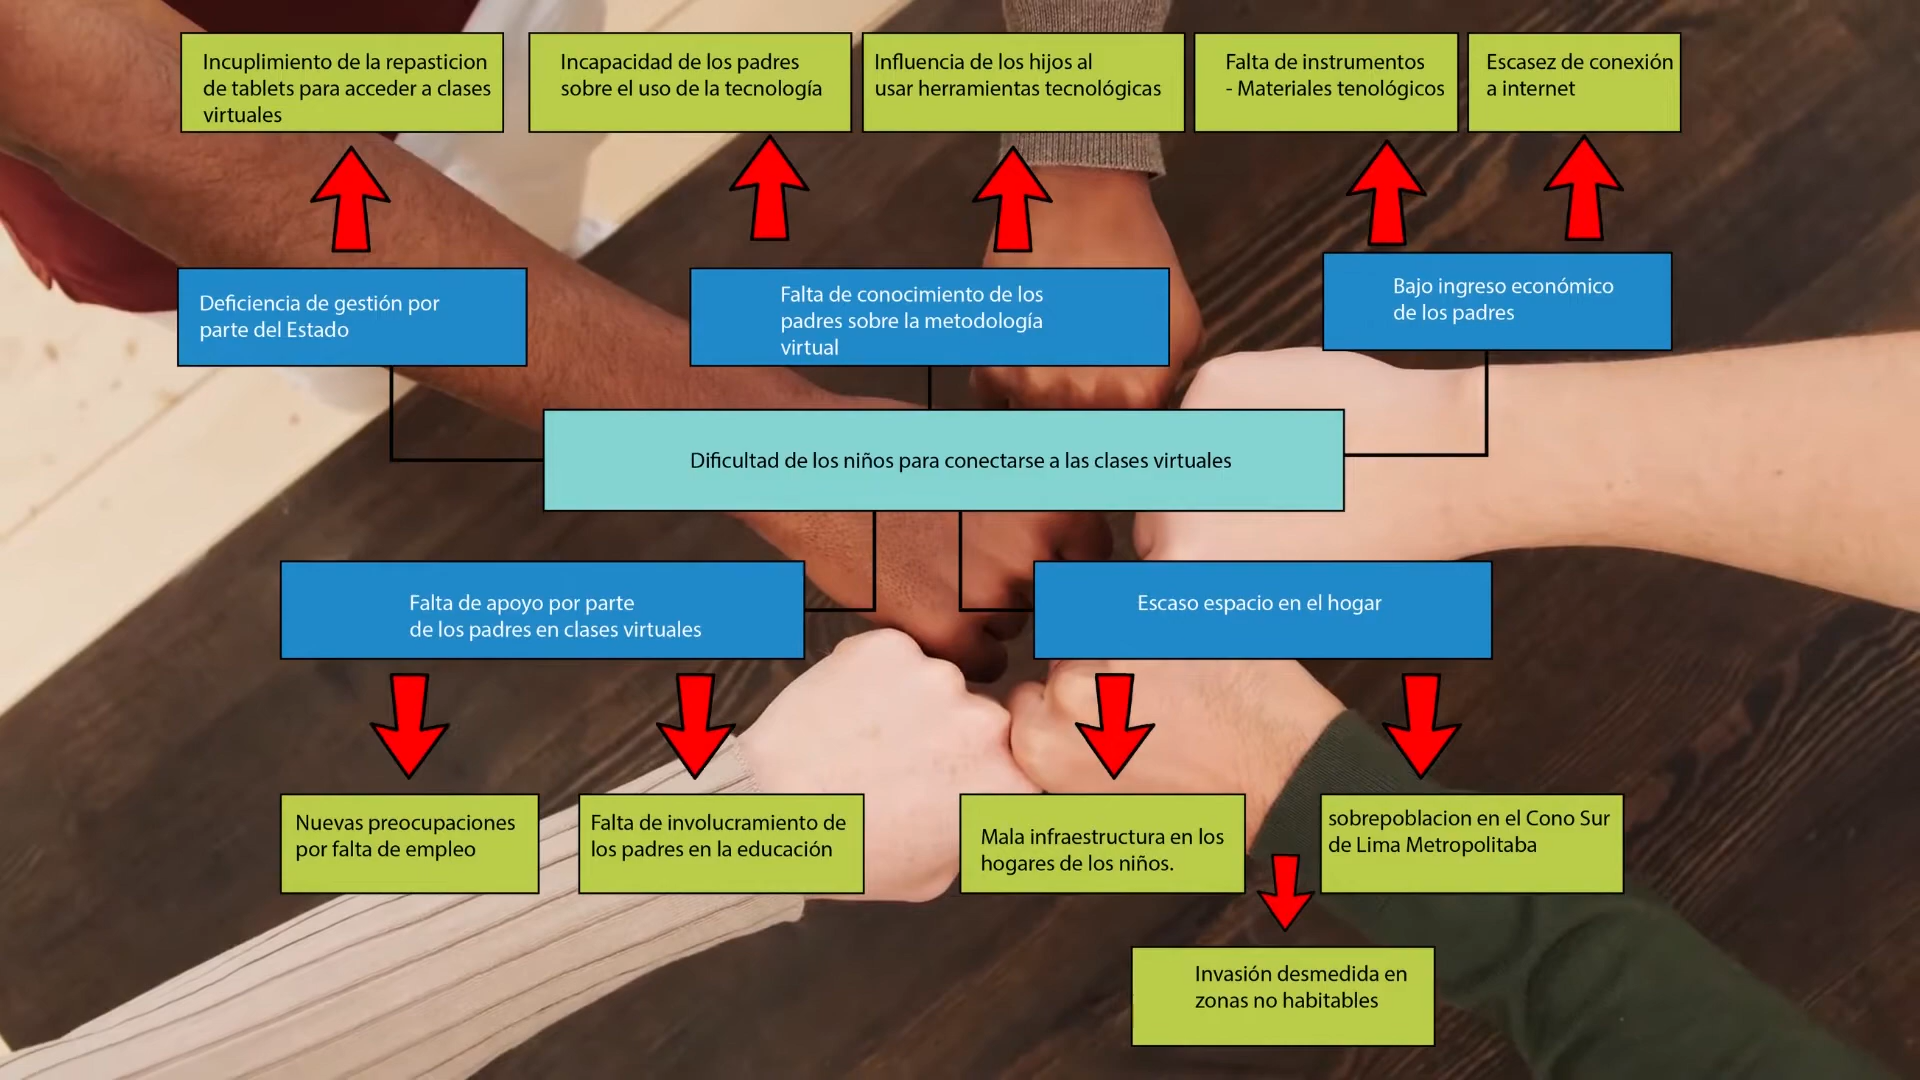 Incuplimiento de la repasticion
de tablets para acceder a clases
virtuales
Incapacidad de los padres
sobre el uso de la tecnología
Influencia de los hijos al
usar herramientas tecnológicas
Falta de instrumentos
- Materiales tenológicos
Escasez de conexión
a internet
Deficiencia de gestión por
parte del Estado
Falta de conocimiento de los
padres sobre la metodología
virtual
Bajo ingreso económico
de los padres
Dificultad de los niños para conectarse a las clases virtuales
Falta de apoyo por parte
de los padres en clases virtuales
Escaso espacio en el hogar
Nuevas preocupaciones
por falta de empleo
Falta de involucramiento de
los padres en la educación
Mala infraestructura en los
hogares de los niños.
sobrepoblacion en el Cono Sur
de Lima Metropolitaba
Invasión desmedida en
zonas no habitables